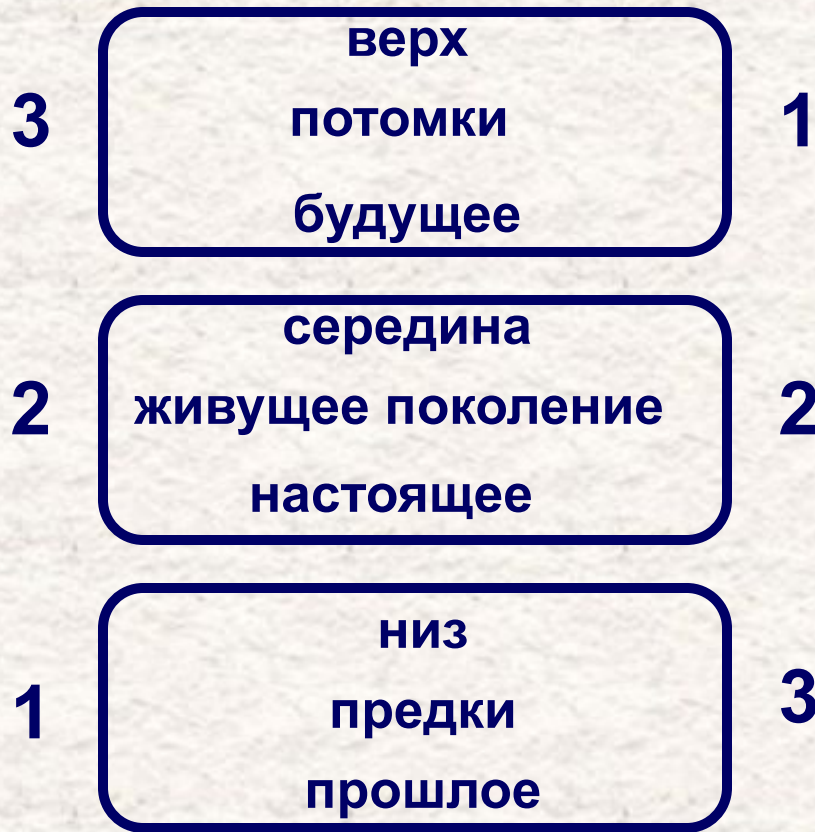 верх
3 потомки 1
будущее
середина
2 живущее поколение 2
настоящее
низ
1 предки 3
прошлое